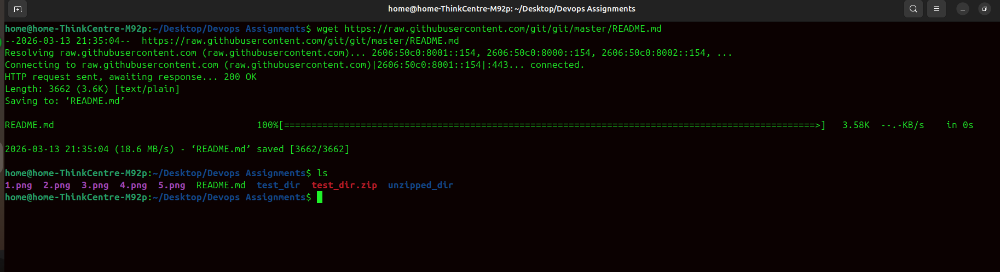 home@home-ThinkCentre-M92p: ~/Desktop/Devops Assignments
home@home-ThinkCentre-M92p:~/Desktop/Devops Assignments$ wget https://raw.githubusercontent.com/git/git/master/README.md
--2026-03-13 21:35:04--  https://raw.githubusercontent.com/git/git/master/README.md
Resolving raw.githubusercontent.com (raw.githubusercontent.com)... 2606:50c0:8001::154, 2606:50c0:8000::154, 2606:50c0:8002::154, ...
Connecting to raw.githubusercontent.com (raw.githubusercontent.com)|2606:50c0:8001::154|:443... connected.
HTTP request sent, awaiting response... 200 OK
Length: 3662 (3.6K) [text/plain]
Saving to: ‘README.md’
README.md 100%[=================================================================================================>] 3.58K --.-KB/s in 0s
2026-03-13 21:35:04 (18.6 MB/s) - ‘README.md’ saved [3662/3662]
home@home-ThinkCentre-M92p:~/Desktop/Devops Assignments$ ls
1.png  2.png  3.png  4.png  5.png  README.md  test_dir  test_dir.zip  unzipped_dir
home@home-ThinkCentre-M92p:~/Desktop/Devops Assignments$